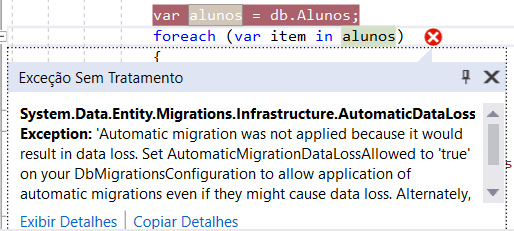 var alunos = db.Alunos;
foreach (var item in alunos)
{
Exceção Sem Tratamento
System.Data.Entity.Migrations.Infrastructure.AutomaticDataLoss
Exception: 'Automatic migration was not applied because it would
result in data loss. Set AutomaticMigrationDataLossAllowed to 'true'
on your DbMigrationsConfiguration to allow application of
automatic migrations even if they might cause data loss. Alternately,
Exibir Detalhes | Copiar Detalhes